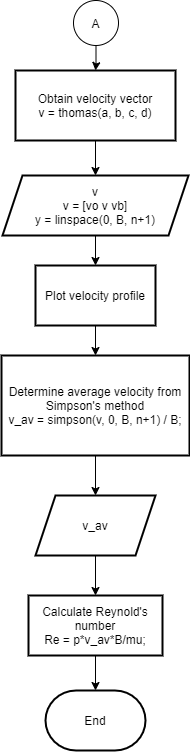 A
Obtain velocity vector
v = thomas(a, b, c, d)
v
v = [vo v vb]
y = linspace(0, B, n+1)
Plot velocity profile
Determine average velocity from
Simpson's method
v_av = simpson(v, 0, B, n+1) / B;
v_av
Calculate Reynold's
number
Re = p*v_av*B/mu;
End